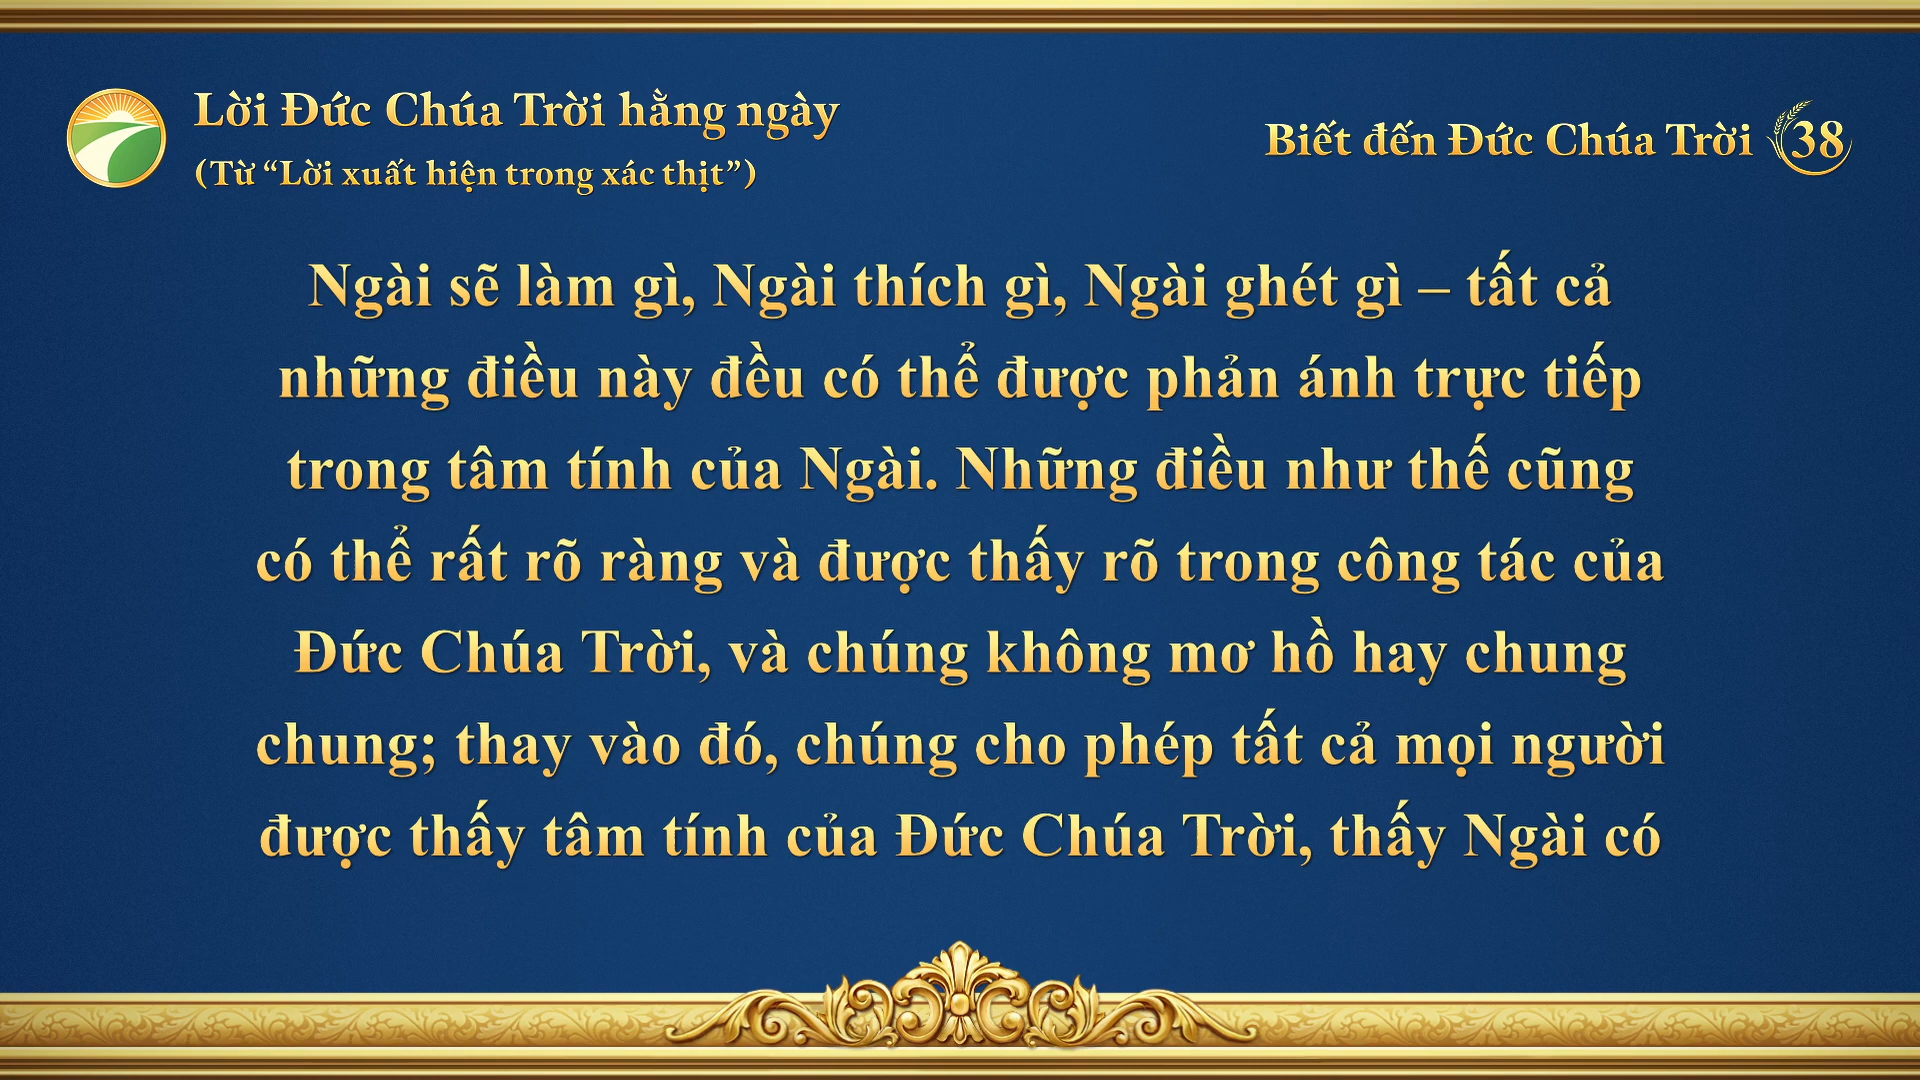 Lời Đức Chúa Trời hằng ngày
(Từ “Lời xuất hiện trong xác thịt”)
Biết đến Đức Chúa Trời 38
Ngài sẽ làm gì, Ngài thích gì, Ngài ghét gì – tất cả
những điều này đều có thể được phản ánh trực tiếp
trong tâm tính của Ngài. Những điều như thế cũng
có thể rất rõ ràng và được thấy rõ trong công tác của
Đức Chúa Trời, và chúng không mơ hồ hay chung
chung; thay vào đó, chúng cho phép tất cả mọi người
được thấy tâm tính của Đức Chúa Trời, thấy Ngài có